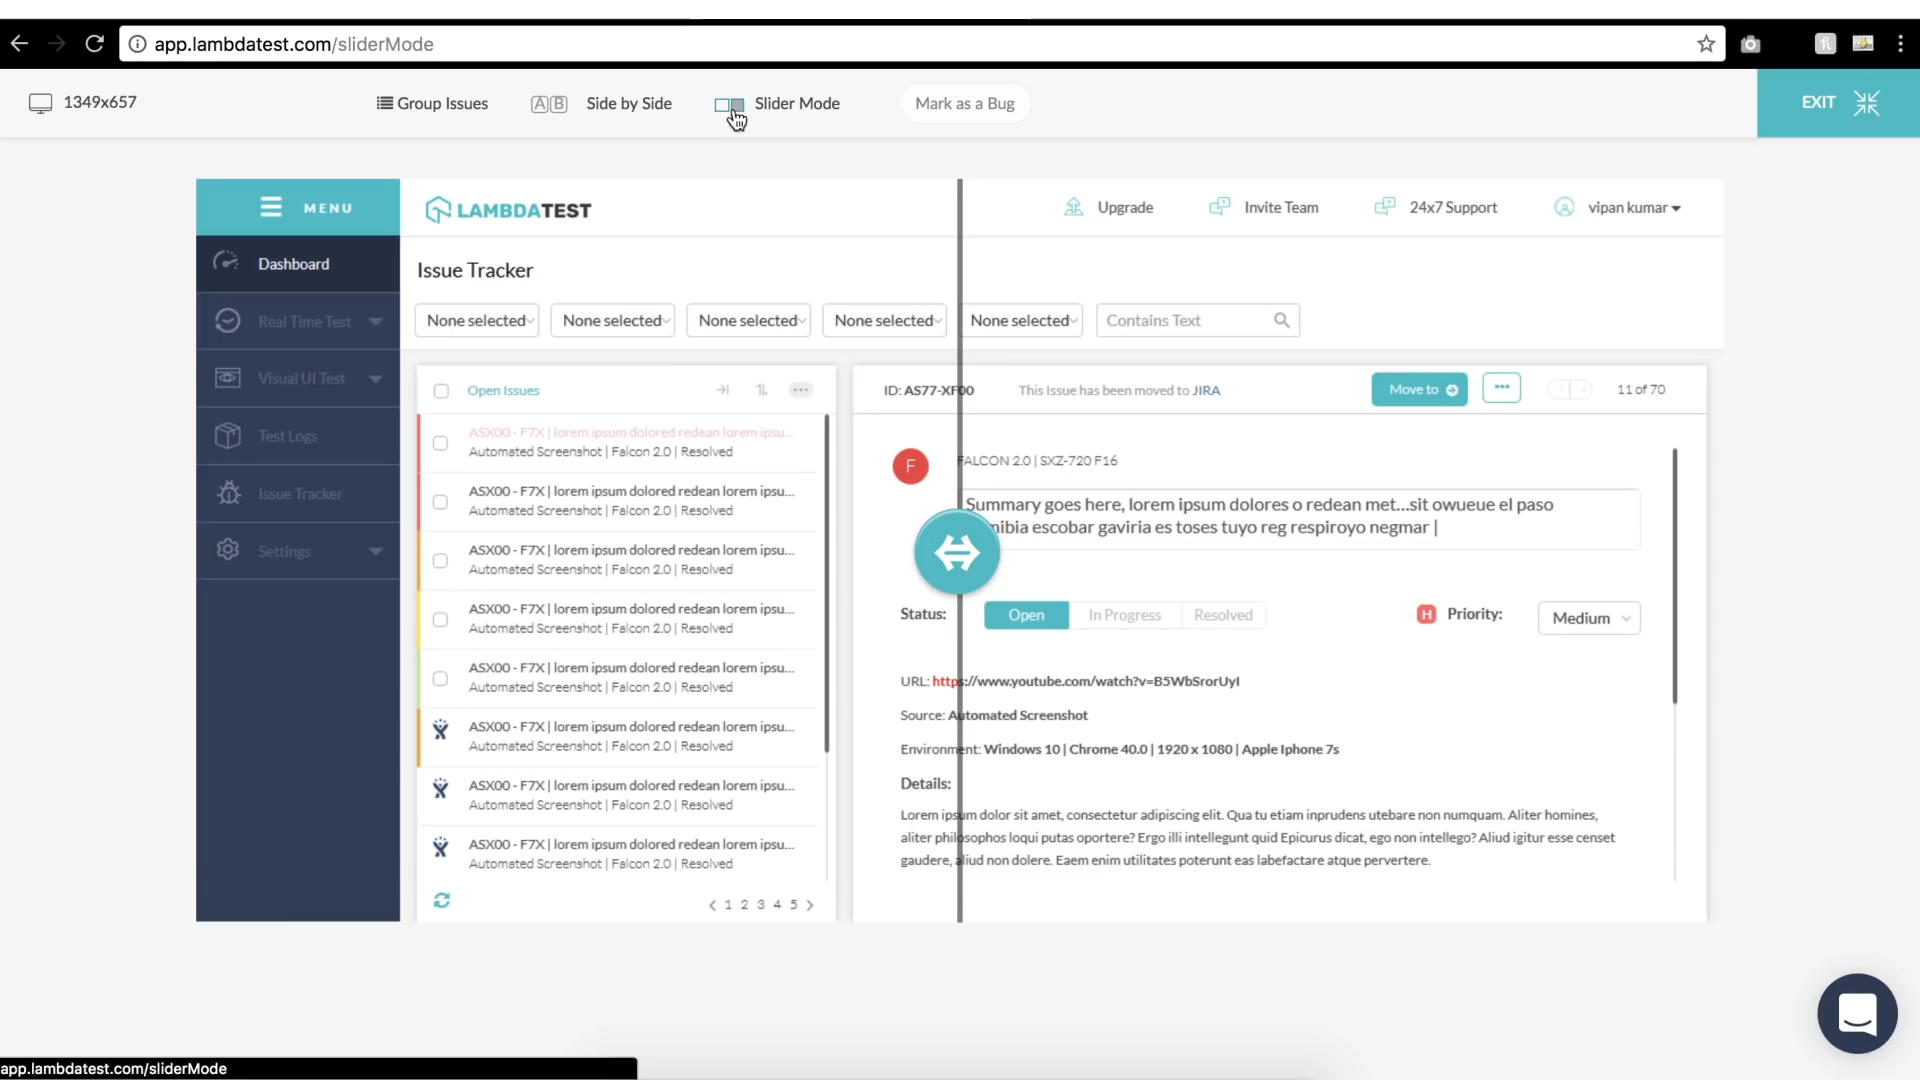 app.lambdatest.com/sliderMode
1349x657
Group Issues
A B Side by Side
Slider Mode
Mark as a Bug
EXIT
MENU
LAMBDATEST
Upgrade
Invite Team
24x7 Support
vipan kumar
Dashboard
Real Time Test
Visual UI Test
Test Logs
Issue Tracker
Settings
Issue Tracker
None selected
None selected
None selected
None selected
None selected
Contains Text
Open Issues
ASX00 - F7X | lorem ipsum dolored redean lorem ipsu...
Automated Screenshot | Falcon 2.0 | Resolved
ASX00 - F7X | lorem ipsum dolored redean lorem ipsu...
Automated Screenshot | Falcon 2.0 | Resolved
ASX00 - F7X | lorem ipsum dolored redean lorem ipsu...
Automated Screenshot | Falcon 2.0 | Resolved
ASX00 - F7X | lorem ipsum dolored redean lorem ipsu...
Automated Screenshot | Falcon 2.0 | Resolved
ASX00 - F7X | lorem ipsum dolored redean lorem ipsu...
Automated Screenshot | Falcon 2.0 | Resolved
ASX00 - F7X | lorem ipsum dolored redean lorem ipsu...
Automated Screenshot | Falcon 2.0 | Resolved
ASX00 - F7X | lorem ipsum dolored redean lorem ipsu...
Automated Screenshot | Falcon 2.0 | Resolved
ASX00 - F7X | lorem ipsum dolored redean lorem ipsu...
Automated Screenshot | Falcon 2.0 | Resolved
< 1 2 3 4 5 >
ID: AS77-XF00
This Issue has been moved to JIRA
Move to
11 of 70
F
FALCON 2.0 | SXZ-720 F16
Summary goes here, lorem ipsum dolores o redean met...sit owueue el paso
escobar gaviria es toses tuyo reg respiroyo negmar |
Status:
Open
In Progress
Resolved
H Priority:
Medium
URL: https://www.youtube.com/watch?v=B5WbSrorUyI
Source: Automated Screenshot
Environment: Windows 10 | Chrome 40.0 | 1920 x 1080 | Apple Iphone 7s
Details:
Lorem ipsum dolor sit amet, consectetur adipiscing elit. Qua tu etiam inprudens utebare non numquam. Aliter homines,
aliter philosophos loqui putas oportere? Ergo illi intellegunt quid Epicurus dicat, ego non intellego? Aliud igitur esse censet
gaudere, aliud non dolere. Eaem enim utilitates poterunt eas labefactare atque pervertere.
app.lambdatest.com/sliderMode